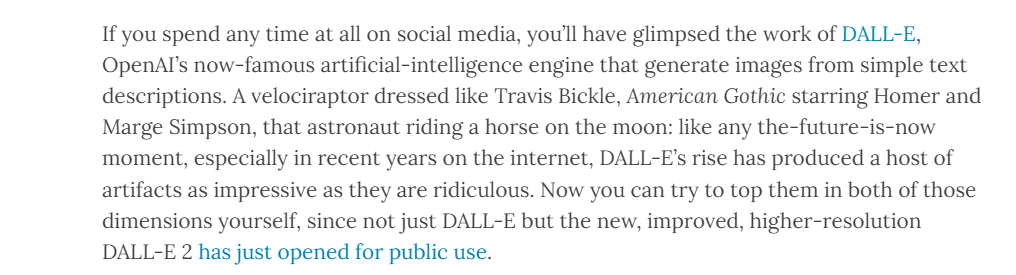 If you spend any time at all on social media, you’ll have glimpsed the work of DALL-E,
OpenAI’s now-famous artificial-intelligence engine that generate images from simple text
descriptions. A velociraptor dressed like Travis Bickle, American Gothic starring Homer and
Marge Simpson, that astronaut riding a horse on the moon: like any the-future-is-now
moment, especially in recent years on the internet, DALL-E’s rise has produced a host of
artifacts as impressive as they are ridiculous. Now you can try to top them in both of those
dimensions yourself, since not just DALL-E but the new, improved, higher-resolution
DALL-E 2 has just opened for public use.